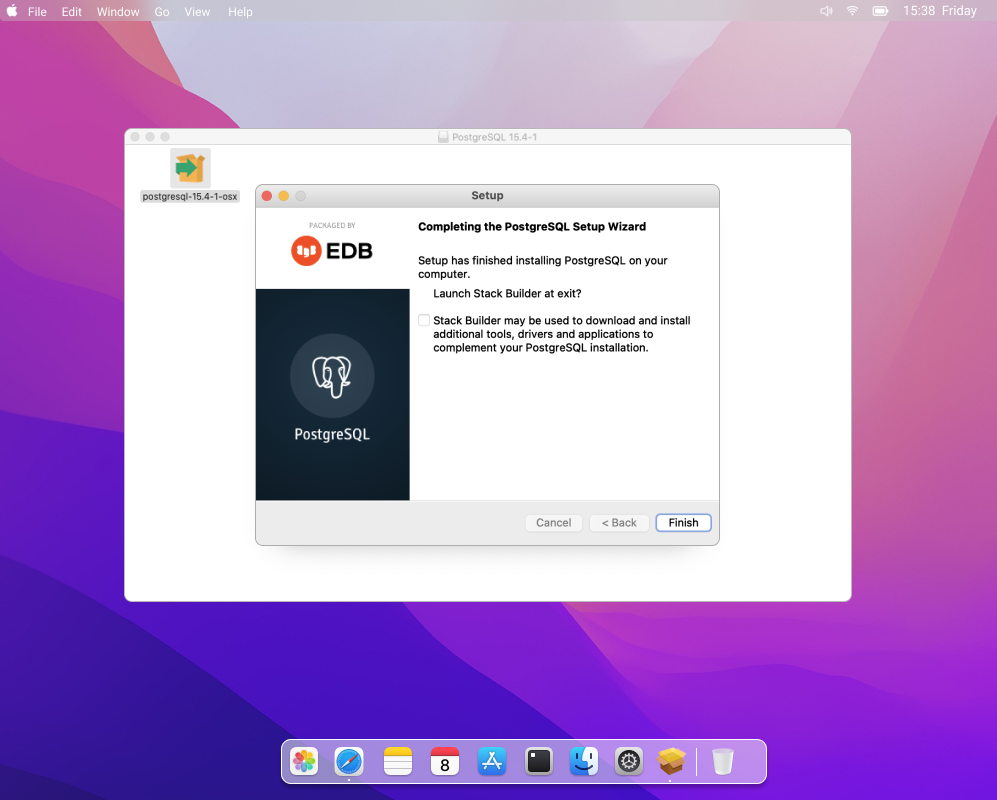 File Edit Window Go View Help 15:38 Friday
PostgreSQL 15.4-1
postgresql-15.4-1-osx
Setup
PACKAGED BY
EDB
Completing the PostgreSQL Setup Wizard
Setup has finished installing PostgreSQL on your
computer.
Launch Stack Builder at exit?
Stack Builder may be used to download and install
additional tools, drivers and applications to
complement your PostgreSQL installation.
PostgreSQL
Cancel
< Back
Finish
8